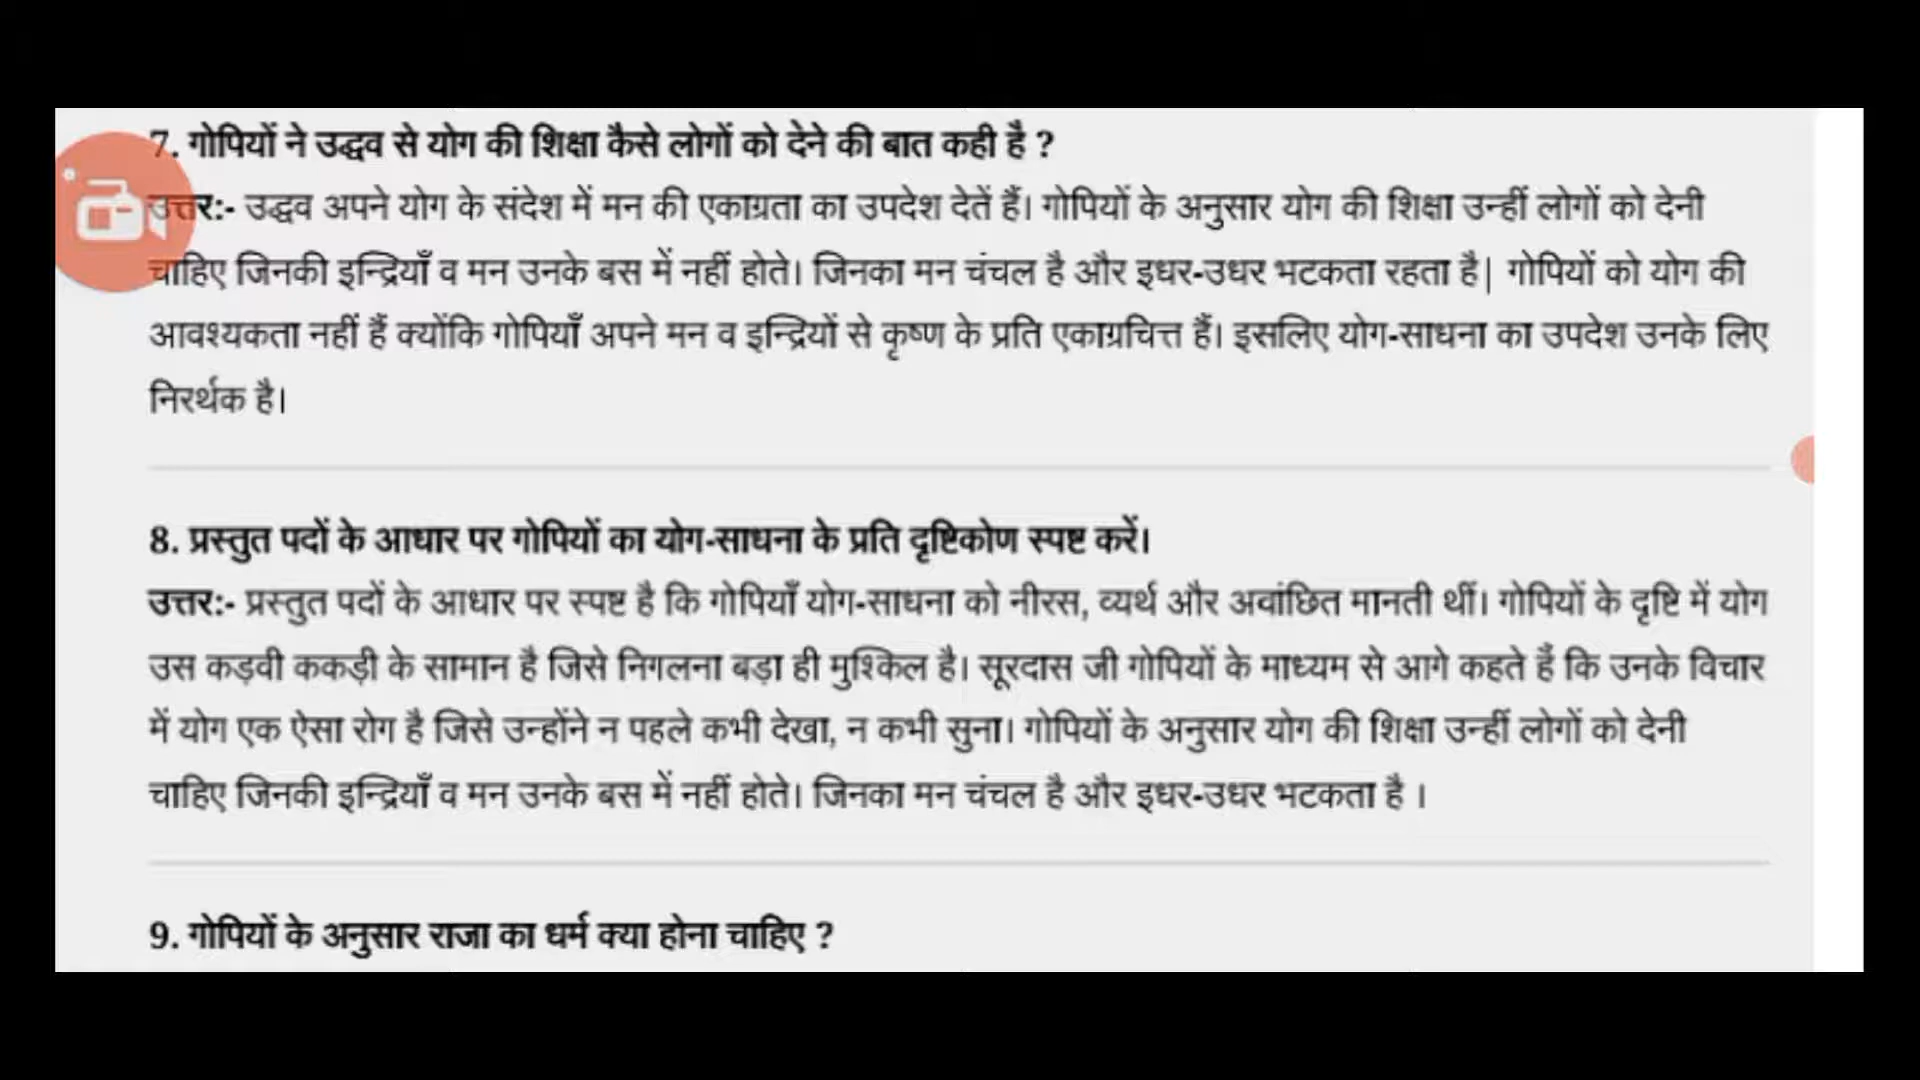 7. गोपियों ने उद्धव से योग की शिक्षा कैसे लोगों को देने की बात कही है ?
उत्तर:- उद्धव अपने योग के संदेश में मन की एकाग्रता का उपदेश देतें हैं। गोपियों के अनुसार योग की शिक्षा उन्हीं लोगों को देनी
चाहिए जिनकी इन्द्रियाँ व मन उनके बस में नहीं होते। जिनका मन चंचल है और इधर-उधर भटकता रहता है| गोपियों को योग की
आवश्यकता नहीं हैं क्योंकि गोपियाँ अपने मन व इन्द्रियों से कृष्ण के प्रति एकाग्रचित्त हैं। इसलिए योग-साधना का उपदेश उनके लिए
निरर्थक है।
8. प्रस्तुत पदों के आधार पर गोपियों का योग-साधना के प्रति दृष्टिकोण स्पष्ट करें।
उत्तर:- प्रस्तुत पदों के आधार पर स्पष्ट है कि गोपियाँ योग-साधना को नीरस, व्यर्थ और अवांछित मानती थीं। गोपियों के दृष्टि में योग
उस कड़वी ककड़ी के सामान है जिसे निगलना बड़ा ही मुश्किल है। सूरदास जी गोपियों के माध्यम से आगे कहते हैं कि उनके विचार
में योग एक ऐसा रोग है जिसे उन्होंने न पहले कभी देखा, न कभी सुना। गोपियों के अनुसार योग की शिक्षा उन्हीं लोगों को देनी
चाहिए जिनकी इन्द्रियाँ व मन उनके बस में नहीं होते। जिनका मन चंचल है और इधर-उधर भटकता है ।
9. गोपियों के अनुसार राजा का धर्म क्या होना चाहिए ?